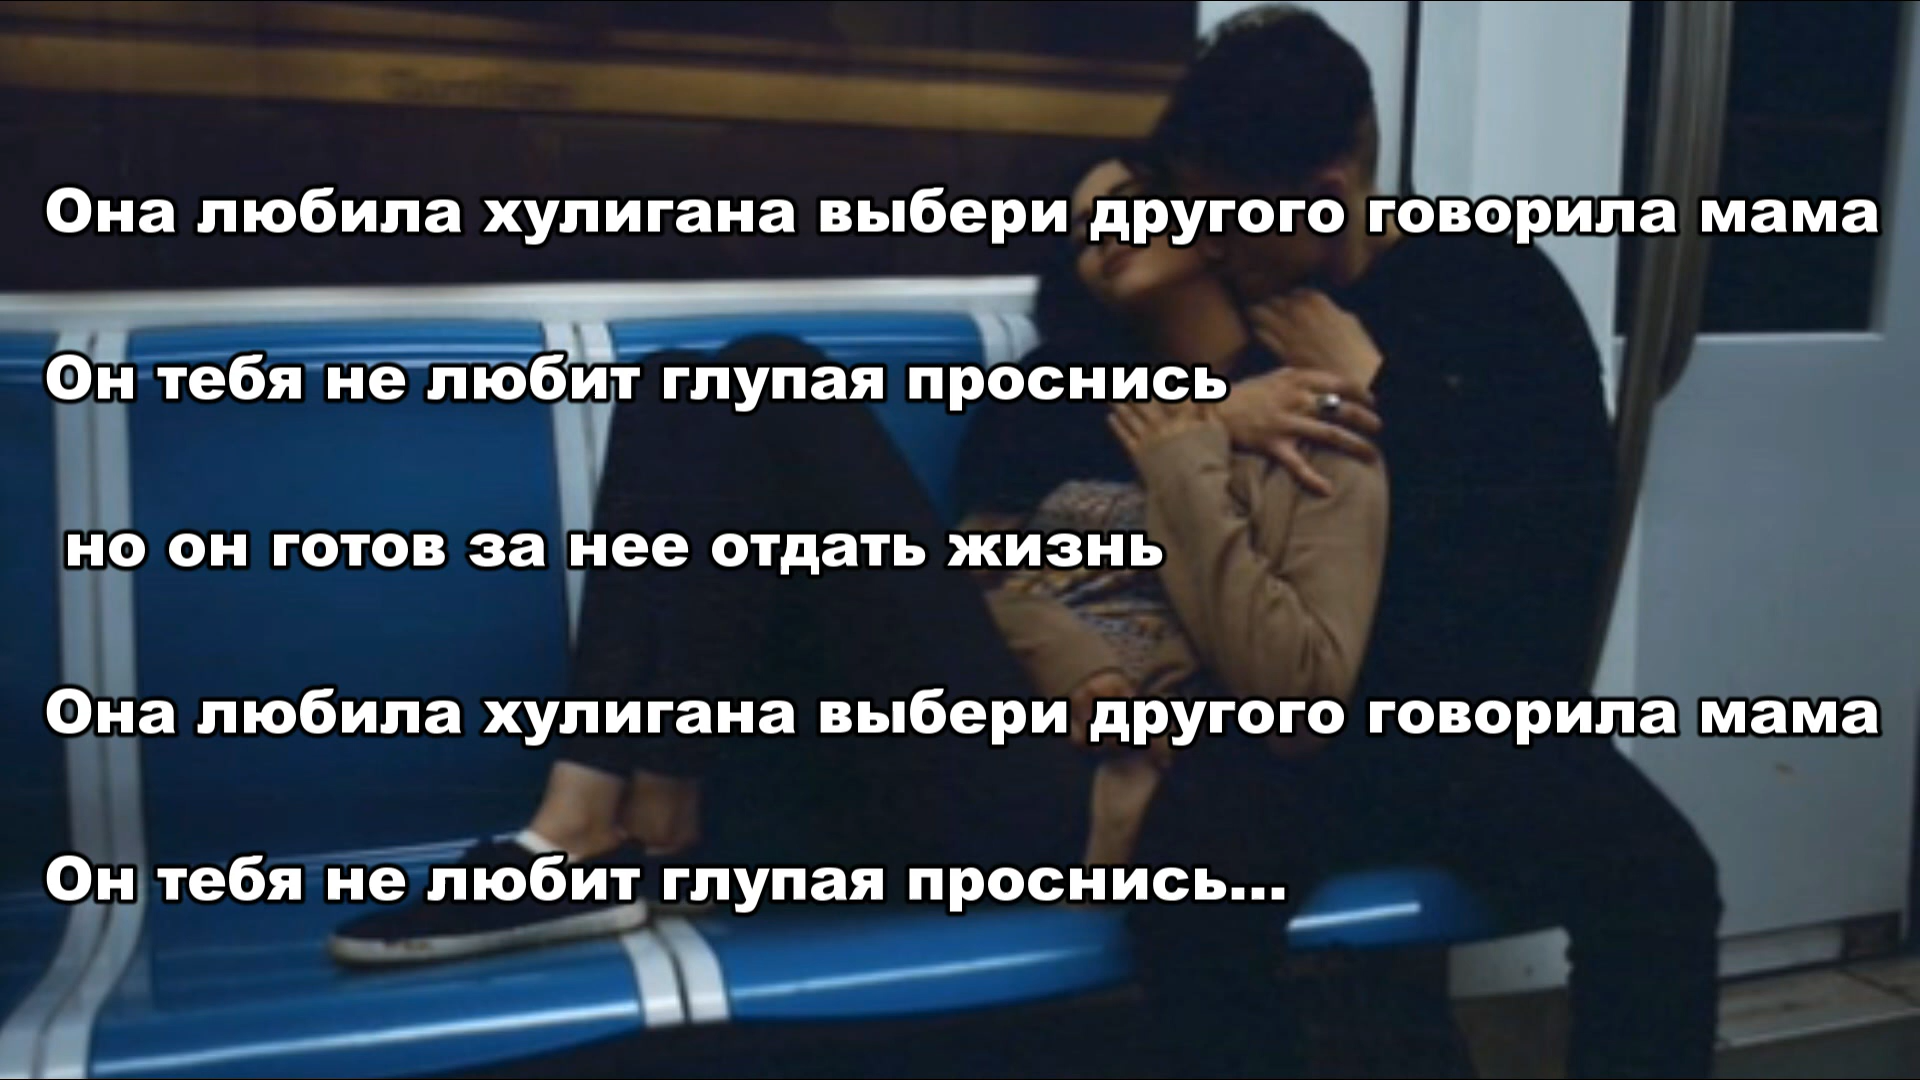 Она любила хулигана выбери другого говорила мама
Он тебя не любит глупая проснись
но он готов за нее отдать жизнь
Она любила хулигана выбери другого говорила мама
Он тебя не любит глупая проснись...